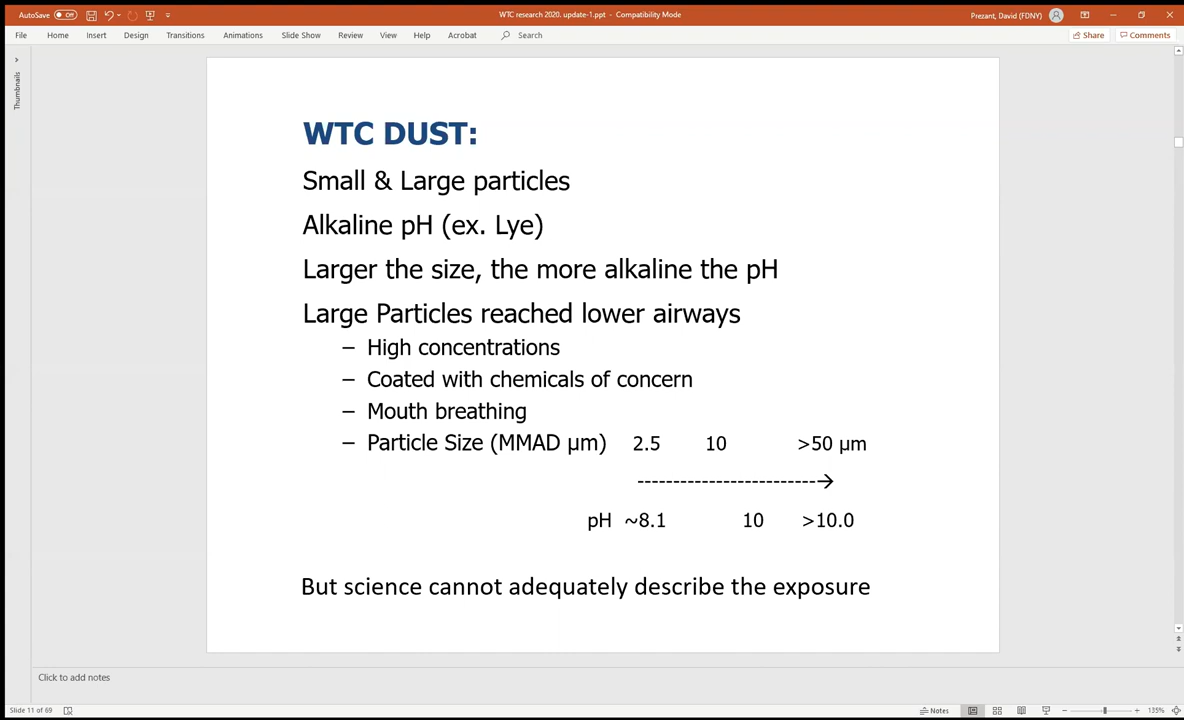 AutoSave Off WTC research 2020. update-1.ppt - Compatibility Mode Prezant, David (FDNY)
File Home Insert Design Transitions Animations Slide Show Review View Help Acrobat Search Share Comments
Thumbnails
WTC DUST:
Small & Large particles
Alkaline pH (ex. Lye)
Larger the size, the more alkaline the pH
Large Particles reached lower airways
– High concentrations
– Coated with chemicals of concern
– Mouth breathing
– Particle Size (MMAD µm) 2.5 10 >50 µm
-------------------------→
pH ~8.1 10 >10.0
But science cannot adequately describe the exposure
Click to add notes
Slide 11 of 69 Notes 135%